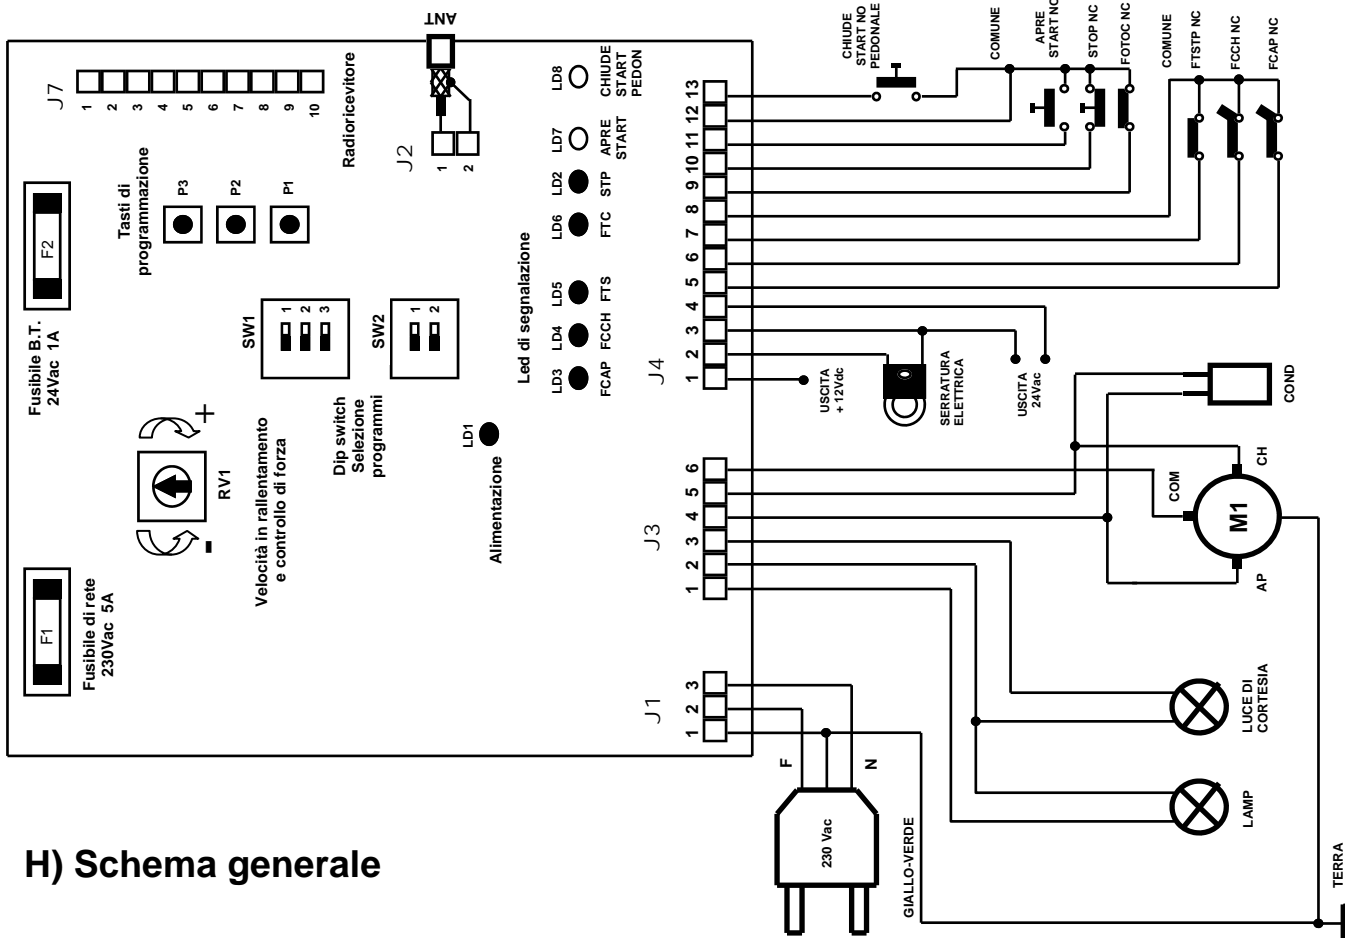 ANT
J7
1
2
3
4
5
6
7
8
9
10
Radioricevitore
J2
1
2
LD8
CHIUDE
START
PEDON
LD7
APRE
START
LD2
STP
LD6
FTC
LD5
FTS
LD4
FCCH
LD3
FCAP
Led di segnalazione
Tasti di
programmazione
P3
P2
P1
F2
Fusibile B.T.
24Vac 1A
SW1
1
2
3
SW2
1
2
Dip switch
Selezione
programmi
LD1
Alimentazione
+
-
RV1
Velocità in rallentamento
e controllo di forza
F1
Fusibile di rete
230Vac 5A
J4
13
12
11
10
9
8
7
6
5
4
3
2
1
J3
6
5
4
3
2
1
J1
3
2
1
CHIUDE
START NO
PEDONALE
COMUNE
APRE
START NO
STOP NC
FOTOC NC
COMUNE
FTSTP NC
FCCH NC
FCAP NC
USCITA
+ 12Vdc
SERRATURA
ELETTRICA
USCITA
24Vac
COND
COM
CH
M1
AP
LUCE DI
CORTESIA
LAMP
F
N
230 Vac
GIALLO-VERDE
TERRA
H) Schema generale